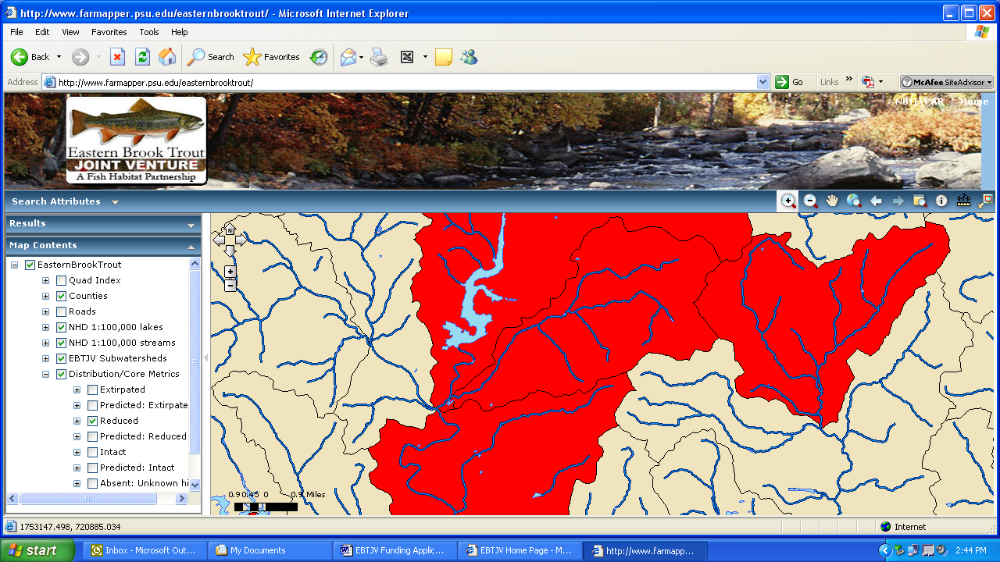 http://www.farmapper.psu.edu/easternbrooktrout/ - Microsoft Internet Explorer
File Edit View Favorites Tools Help
Back Search Favorites
Address http://www.farmapper.psu.edu/easternbrooktrout/ Go Links » McAfee SiteAdvisor
| Home
Eastern Brook Trout
JOINT VENTURE
A Fish Habitat Partnership
Search Attributes
Results
Map Contents
EasternBrookTrout
Quad Index
Counties
Roads
NHD 1:100,000 lakes
NHD 1:100,000 streams
EBTJV Subwatersheds
Distribution/Core Metrics
Extirpated
Predicted: Extirpate
Reduced
Predicted: Reduced
Intact
Predicted: Intact
Absent: Unknown hi
N
0.9 0.45 0 0.9 Miles
1753147.498, 720885.034 Internet
start Inbox - Microsoft Out... My Documents EBTJV Funding Applic... EBTJV Home Page - M... http://www.farmapp... 2:44 PM